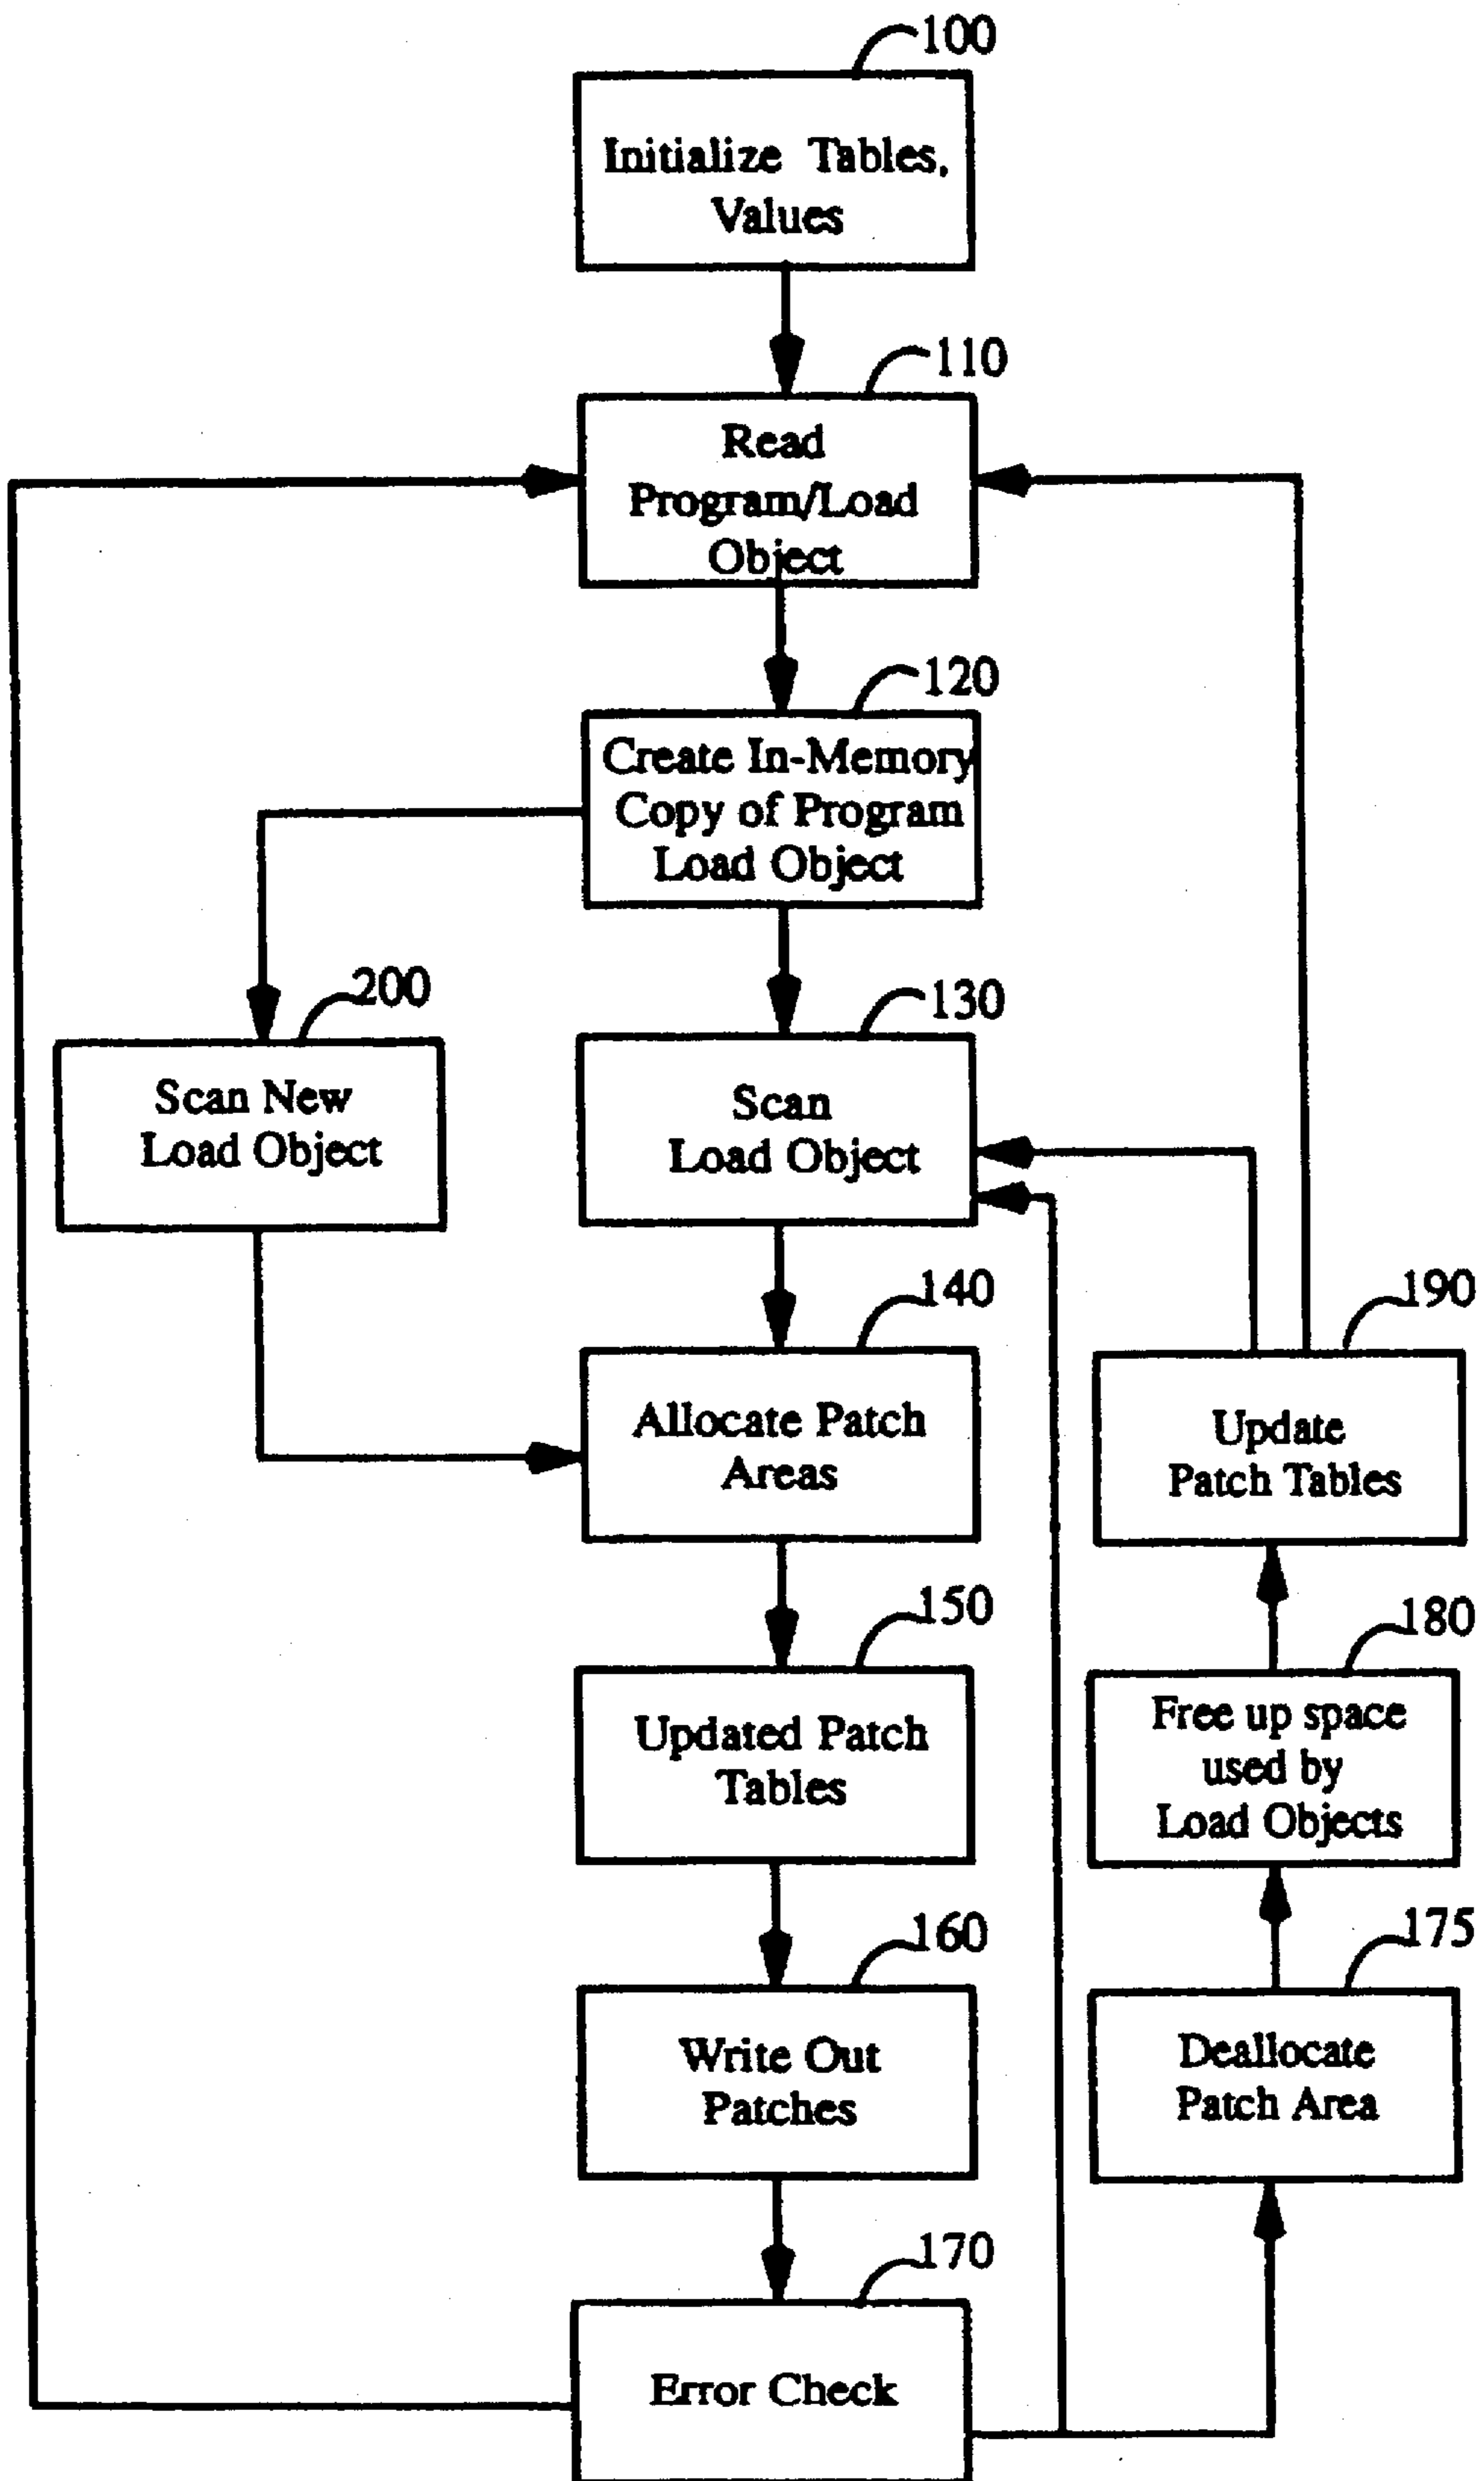 100
Initialize Tables,
Values
110
Read
Program/Load
Object
120
Create In-Memory
Copy of Program
Load Object
200
Scan New
Load Object
130
Scan
Load Object
140
Allocate Patch
Areas
190
Update
Patch Tables
150
Updated Patch
Tables
180
Free up space
used by
Load Objects
160
Write Out
Patches
175
Deallocate
Patch Area
170
Error Check